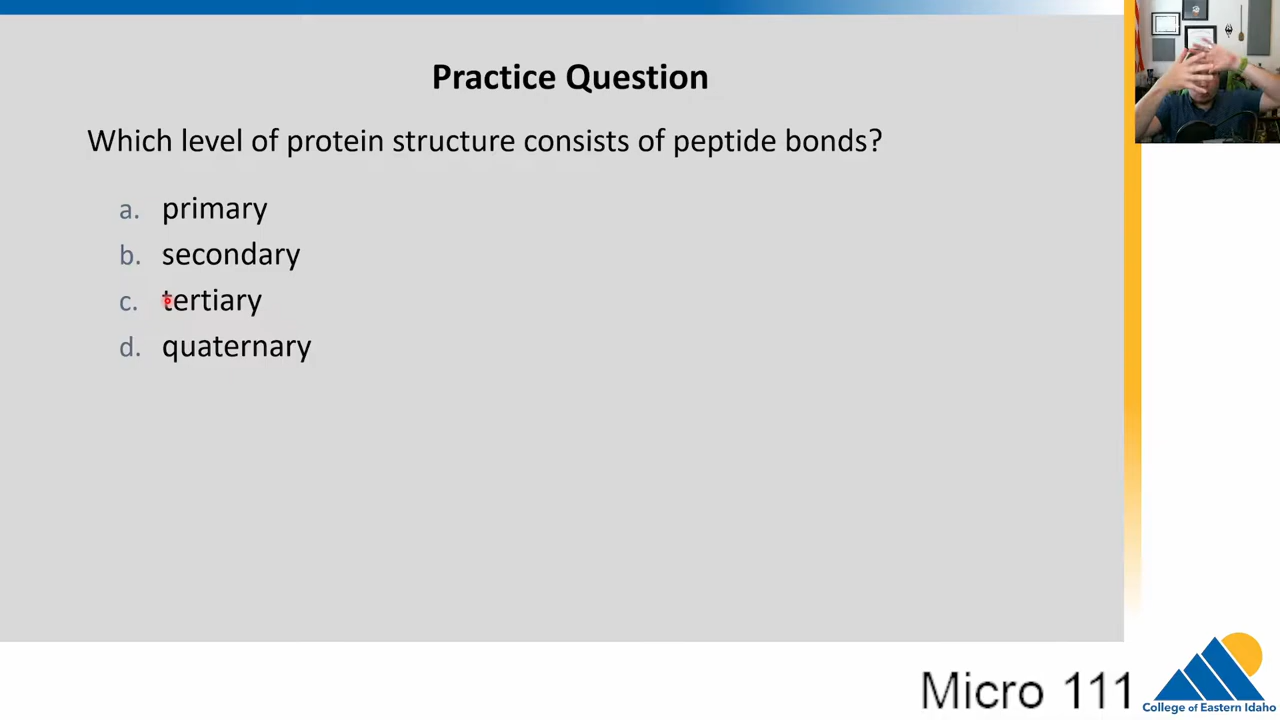 Practice Question
Which level of protein structure consists of peptide bonds?
a. primary
b. secondary
c. tertiary
d. quaternary
Micro 111
College of Eastern Idaho